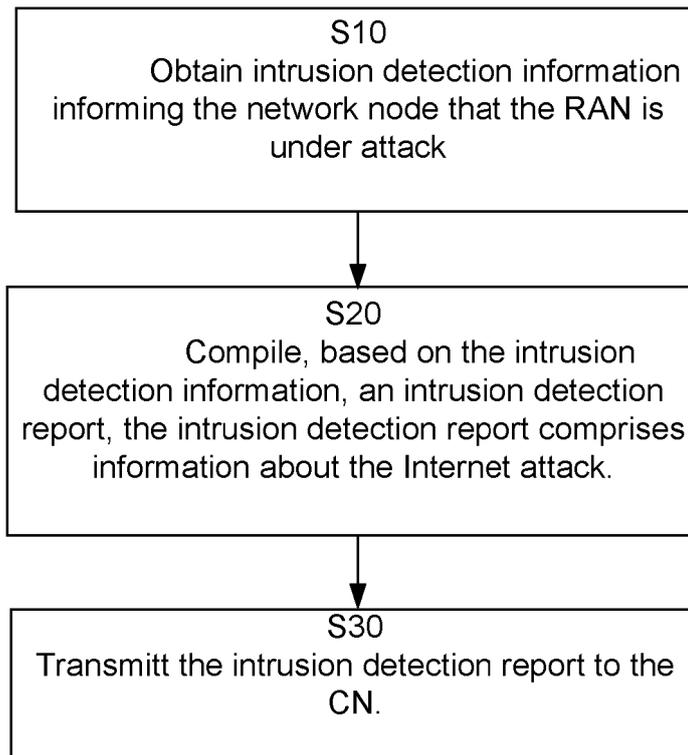 S10
Obtain intrusion detection information
informing the network node that the RAN is
under attack
S20
Compile, based on the intrusion
detection information, an intrusion detection
report, the intrusion detection report comprises
information about the Internet attack.
S30
Transmitt the intrusion detection report to the
CN.